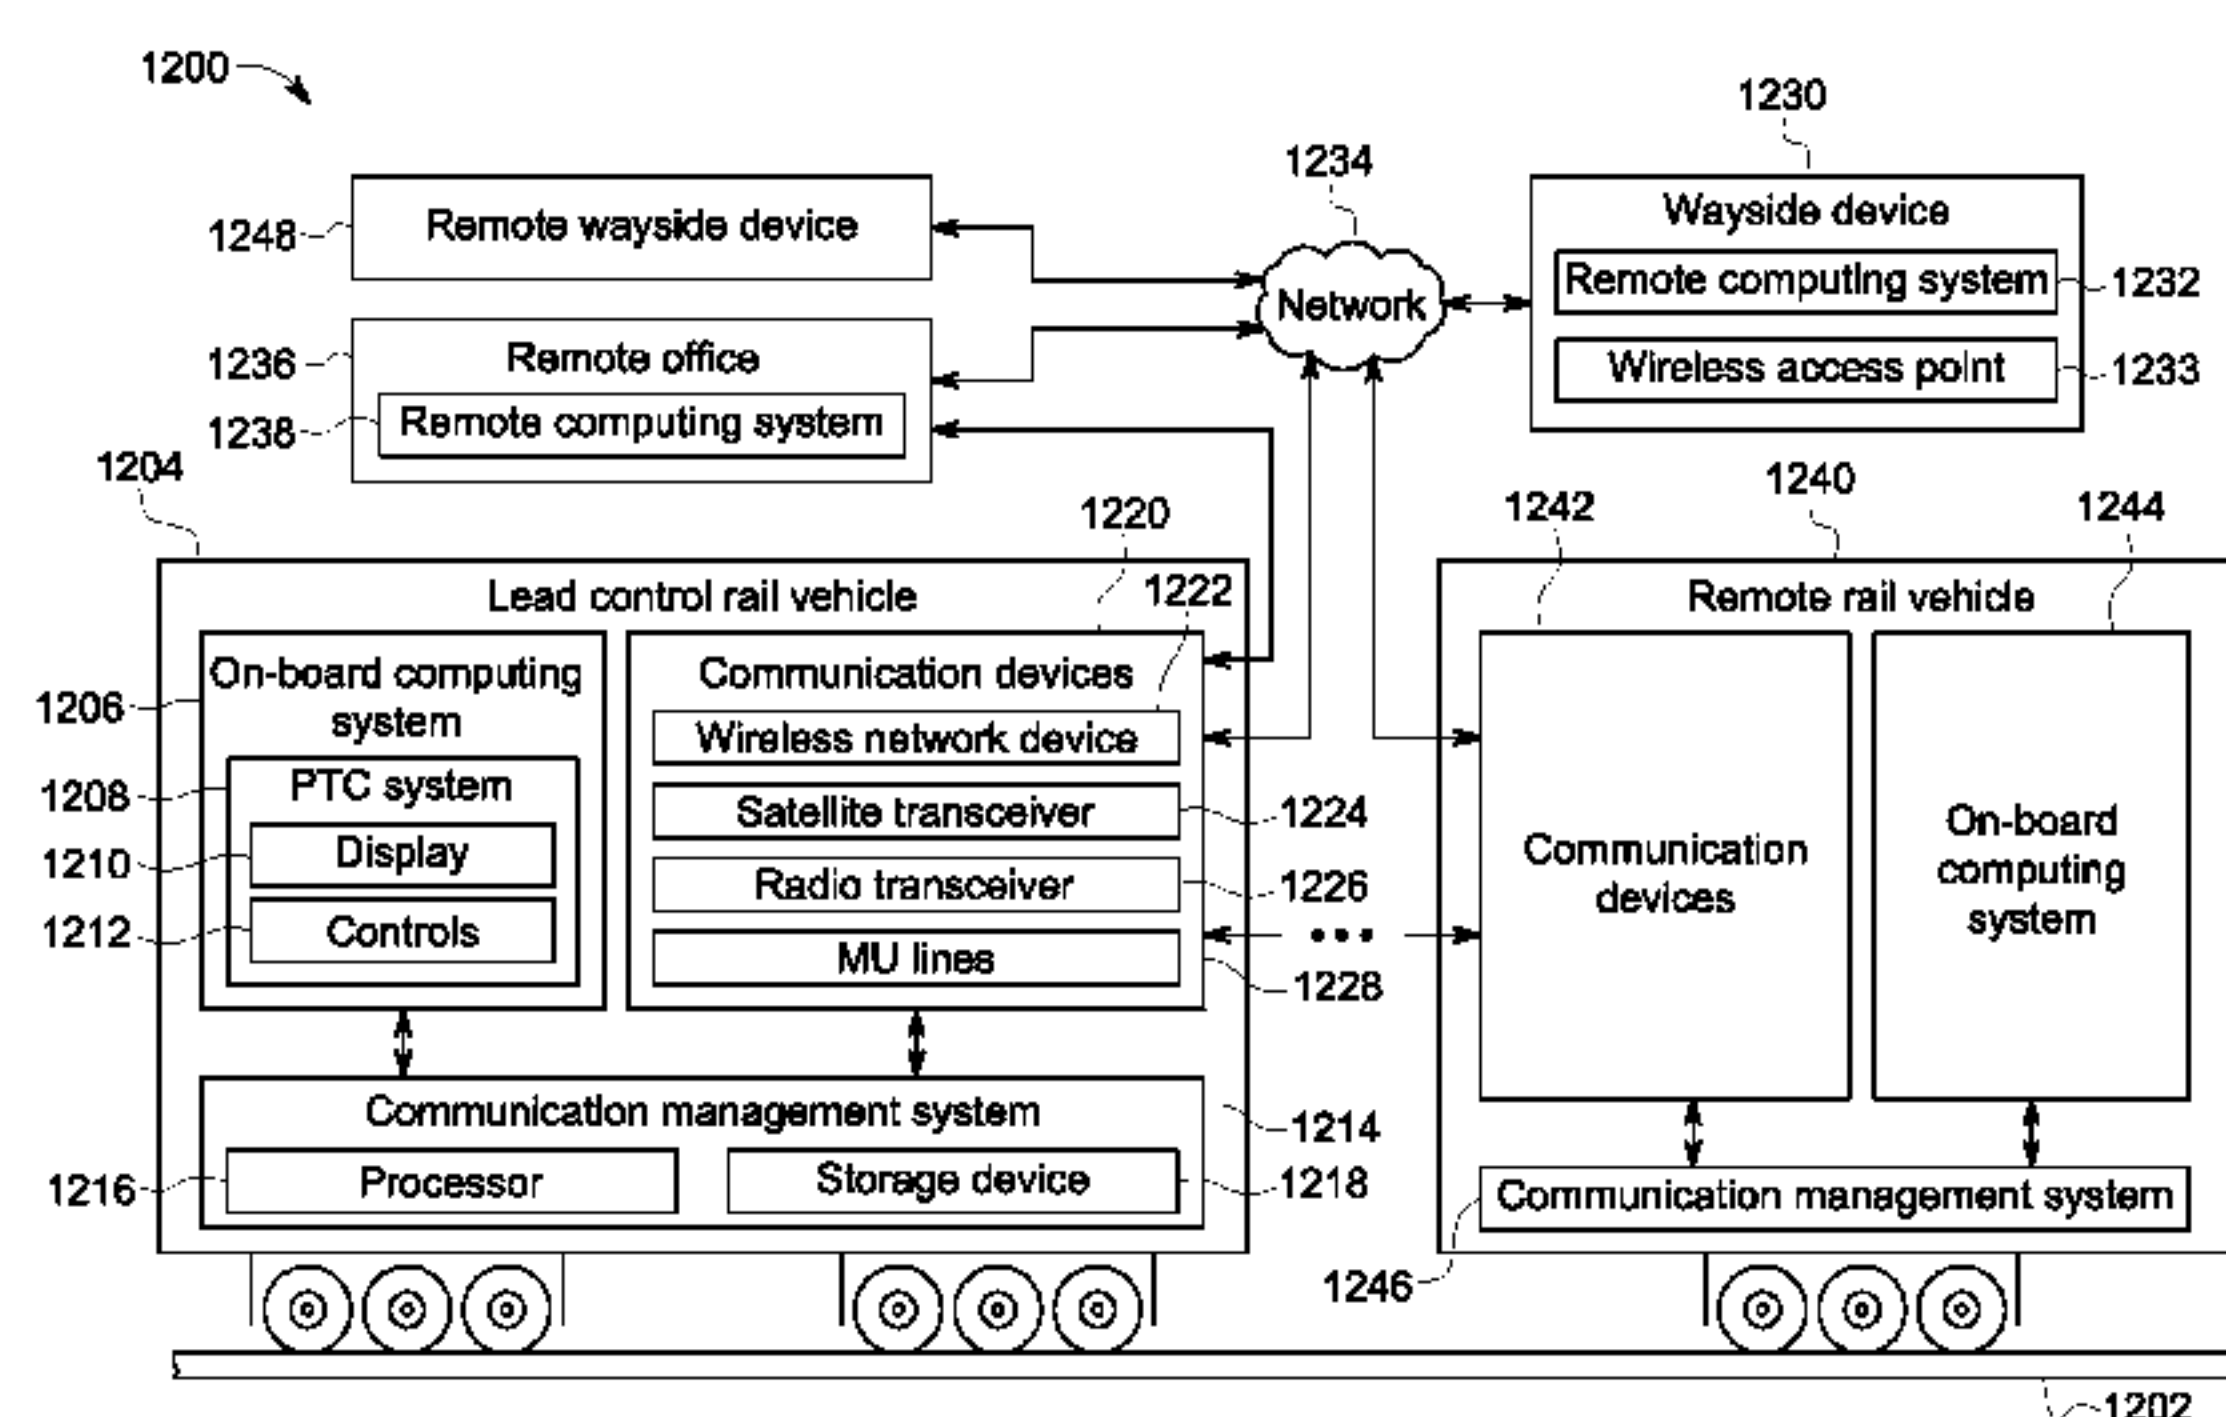 1200
1230
1234
Remote wayside device
1248
Wayside device
Remote computing system
1232
Network
Wireless access point
1233
Remote office
1236
Remote computing system
1238
1204
1220
1222
1242
1240
1244
Lead control rail vehicle
Remote rail vehicle
On-board computing
system
1206
Communication devices
Wireless network device
PTC system
1208
Satellite transceiver
1224
Display
1210
Radio transceiver
1226
Controls
1212
MU lines
1228
Communication
devices
On-board
computing
system
Communication management system
1214
Processor
1216
Storage device
1218
Communication management system
1246
1202